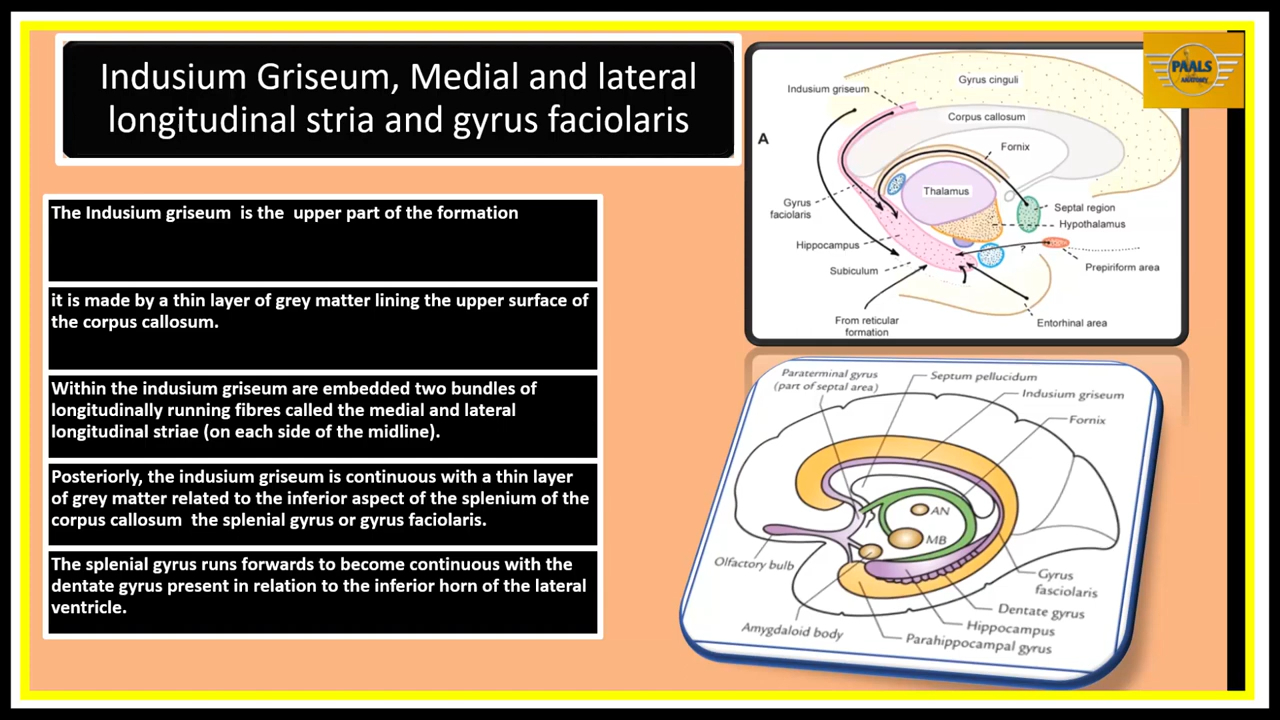 Indusium Griseum, Medial and lateral
longitudinal stria and gyrus faciolaris
The Indusium griseum is the upper part of the formation
it is made by a thin layer of grey matter lining the upper surface of
the corpus callosum.
Within the indusium griseum are embedded two bundles of
longitudinally running fibres called the medial and lateral
longitudinal striae (on each side of the midline).
Posteriorly, the indusium griseum is continuous with a thin layer
of grey matter related to the inferior aspect of the splenium of the
corpus callosum the splenial gyrus or gyrus faciolaris.
The splenial gyrus runs forwards to become continuous with the
dentate gyrus present in relation to the inferior horn of the lateral
ventricle.
PAALS
ANATOMY
A
Indusium griseum
Gyrus cinguli
Corpus callosum
Fornix
Thalamus
Gyrus
faciolaris
Septal region
Hypothalamus
Hippocampus
?
Subiculum
Prepiriform area
From reticular
formation
Entorhinal area
Paraterminal gyrus
(part of septal area)
Septum pellucidum
Indusium griseum
Fornix
AN
MB
Olfactory bulb
Gyrus
fasciolaris
Dentate gyrus
Hippocampus
Amygdaloid body
Parahippocampal gyrus